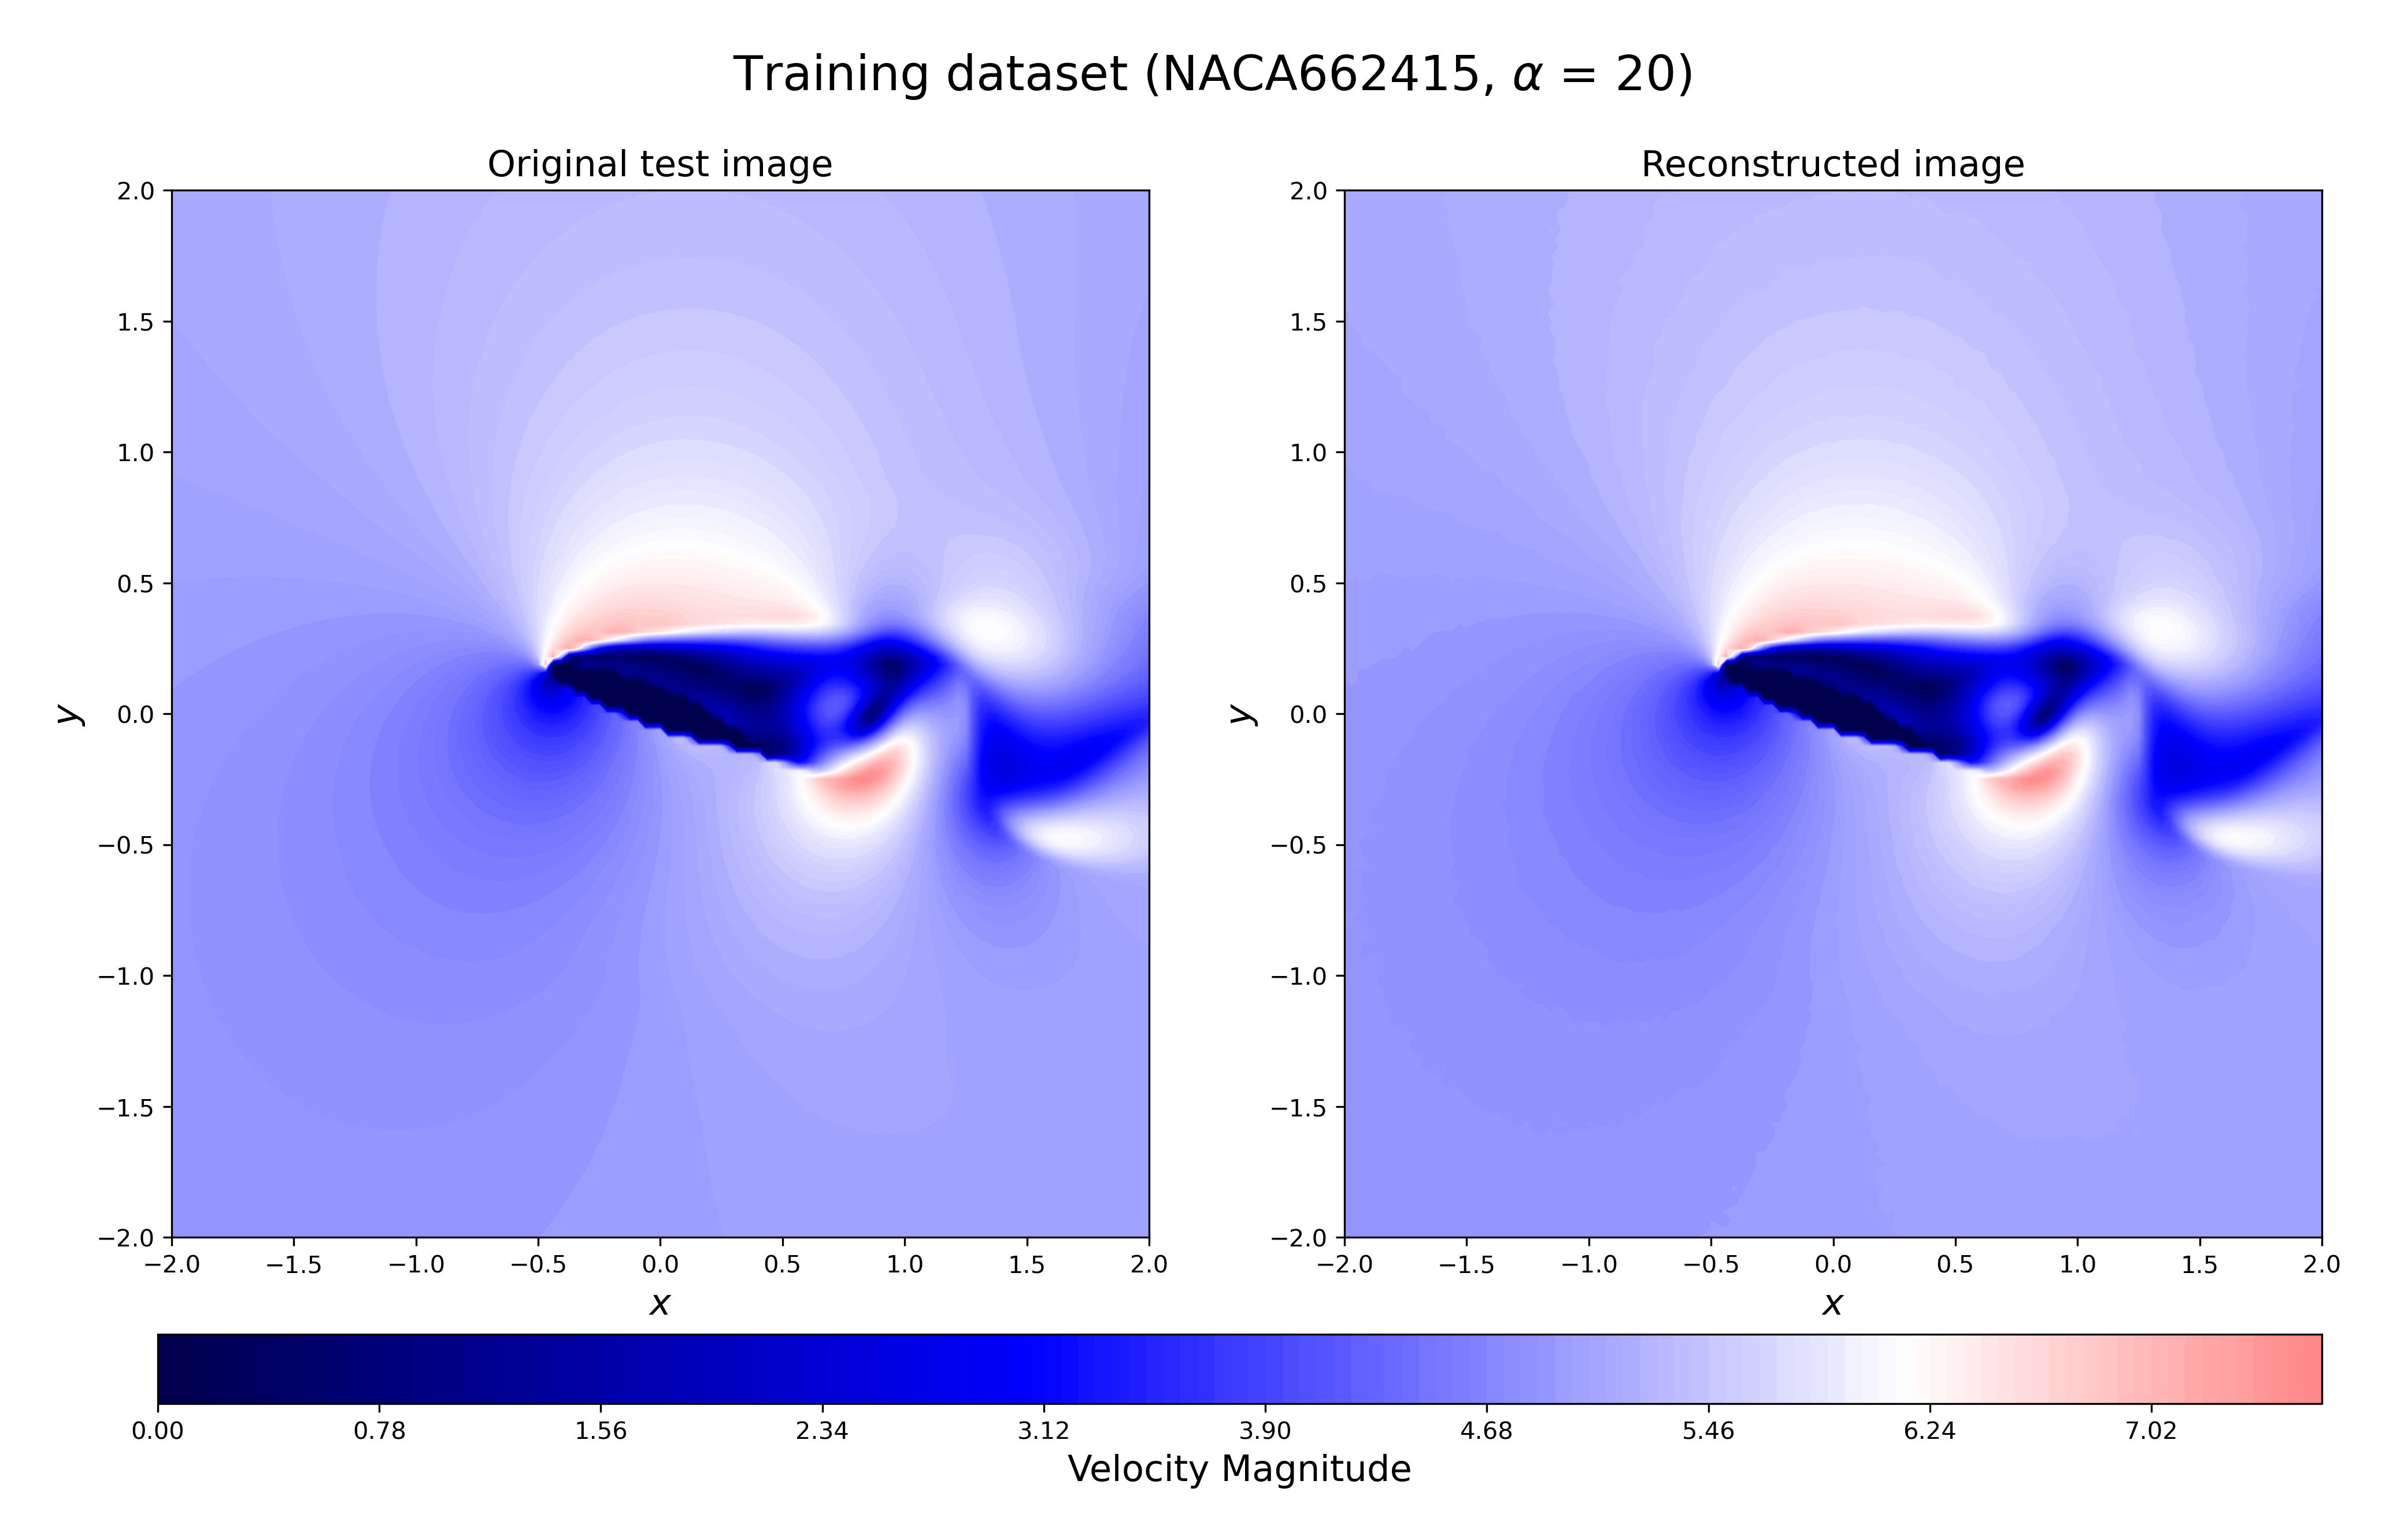 Training dataset (NACA662415, α = 20)
Original test image
Reconstructed image
2.0
1.5
1.0
0.5
0.0
−0.5
−1.0
−1.5
−2.0
y
−2.0 −1.5 −1.0 −0.5 0.0 0.5 1.0 1.5 2.0
x
2.0
1.5
1.0
0.5
0.0
−0.5
−1.0
−1.5
−2.0
y
−2.0 −1.5 −1.0 −0.5 0.0 0.5 1.0 1.5 2.0
x
0.00 0.78 1.56 2.34 3.12 3.90 4.68 5.46 6.24 7.02
Velocity Magnitude